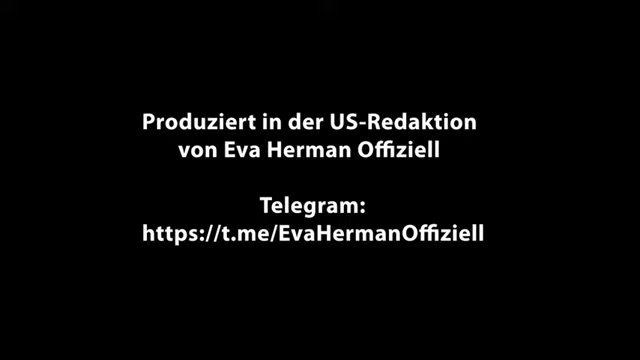 Produziert in der US-Redaktion
von Eva Herman Offiziell
Telegram:
https://t.me/EvaHermanOffiziell